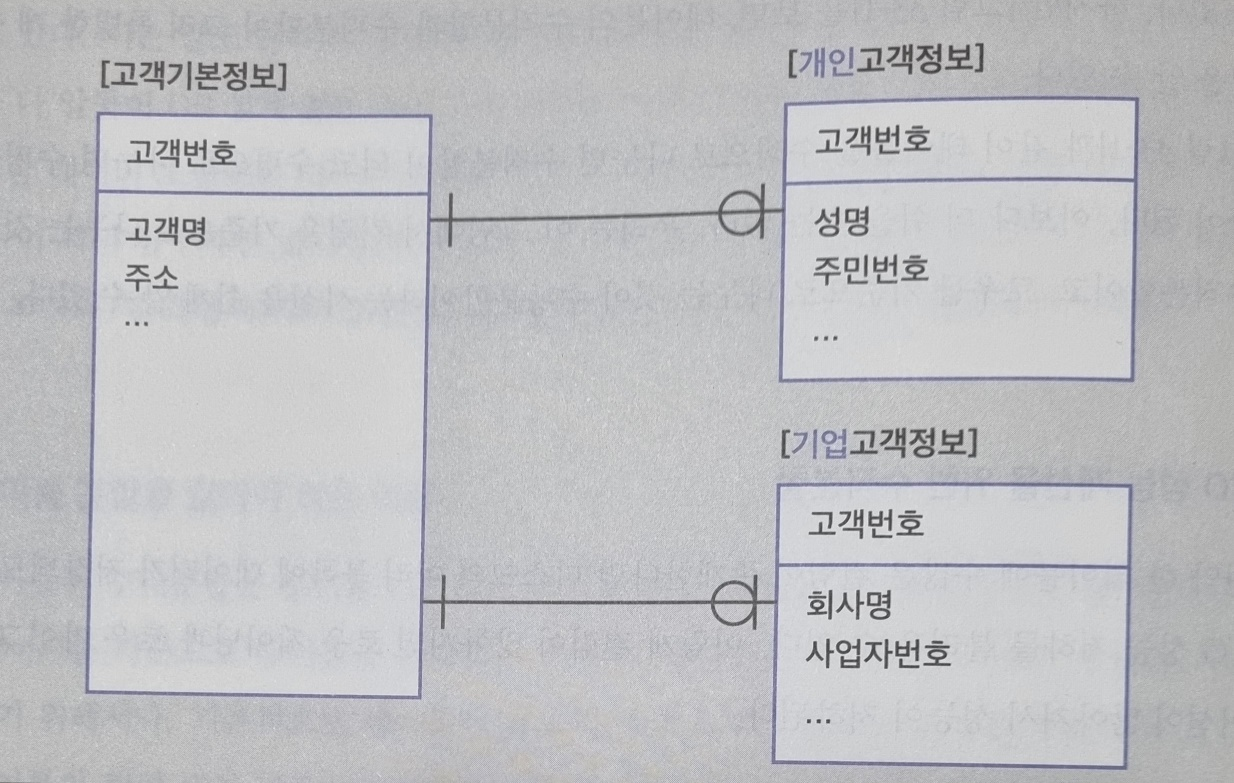 [고객기본정보]
고객번호
고객명
주소
...
[개인고객정보]
고객번호
성명
주민번호
...
[기업고객정보]
고객번호
회사명
사업자번호
...